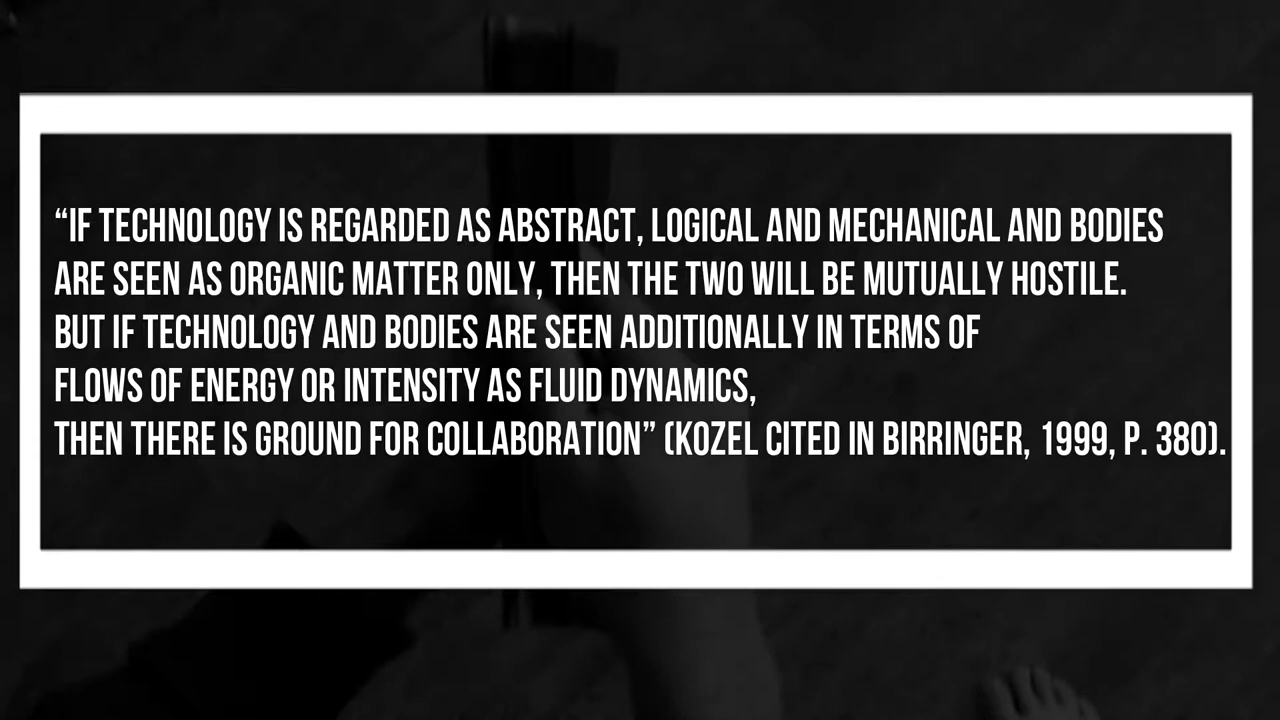 “IF TECHNOLOGY IS REGARDED AS ABSTRACT, LOGICAL AND MECHANICAL AND BODIES
ARE SEEN AS ORGANIC MATTER ONLY, THEN THE TWO WILL BE MUTUALLY HOSTILE.
BUT IF TECHNOLOGY AND BODIES ARE SEEN ADDITIONALLY IN TERMS OF
FLOWS OF ENERGY OR INTENSITY AS FLUID DYNAMICS,
THEN THERE IS GROUND FOR COLLABORATION” (KOZEL CITED IN BIRRINGER, 1999, P. 380).